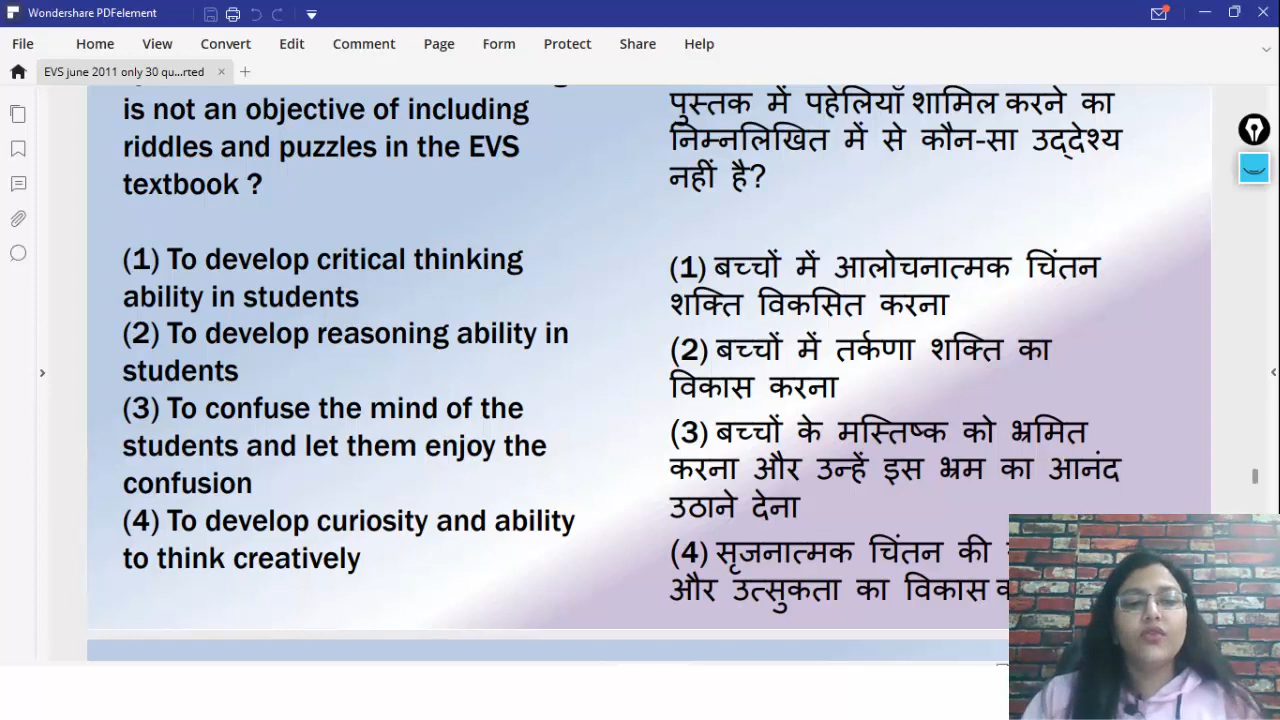 Wondershare PDFelement
File Home View Convert Edit Comment Page Form Protect Share Help
EVS june 2011 only 30 qu...rted
is not an objective of including
riddles and puzzles in the EVS
textbook ?
(1) To develop critical thinking
ability in students
(2) To develop reasoning ability in
students
(3) To confuse the mind of the
students and let them enjoy the
confusion
(4) To develop curiosity and ability
to think creatively
पुस्तक में पहेलियाँ शामिल करने का
निम्नलिखित में से कौन-सा उद्देश्य
नहीं है?
(1) बच्चों में आलोचनात्मक चिंतन
शक्ति विकसित करना
(2) बच्चों में तर्कणा शक्ति का
विकास करना
(3) बच्चों के मस्तिष्क को भ्रमित
करना और उन्हें इस भ्रम का आनंद
उठाने देना
(4) सृजनात्मक चिंतन की
और उत्सुकता का विकास